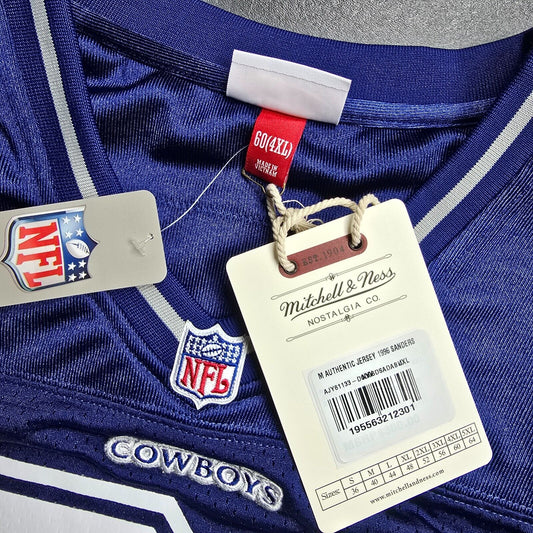 60(4XL)
MADE IN
VIETNAM
NFL
EST. 1904
Mitchell & Ness
NOSTALGIA CO.
M AUTHENTIC JERSEY 1996 SANDERS
195563212301
Sizes: S M L XL 2XL 3XL 4XL 5XL
36 40 44 48 52 56 60 64
www.mitchellandness.com
NFL
COWBOYS